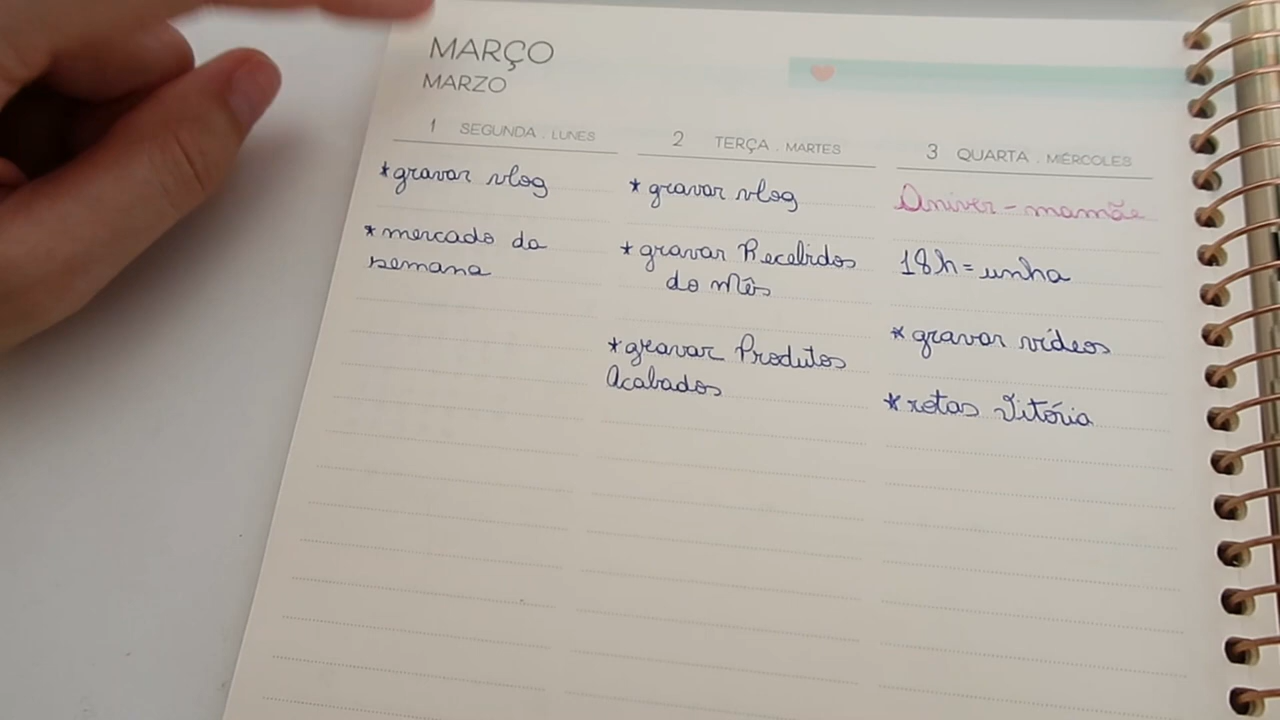 MARÇO
MARZO
1 SEGUNDA . LUNES
*gravar vlog
*mercado da
semana
2 TERÇA . MARTES
*gravar vlog
*gravar Recebidos
do Mês
*gravar Produtos
Acabados
3 QUARTA . MIÉRCOLES
Aniver - mamãe
18h = unha
*gravar vídeos
* Vitória